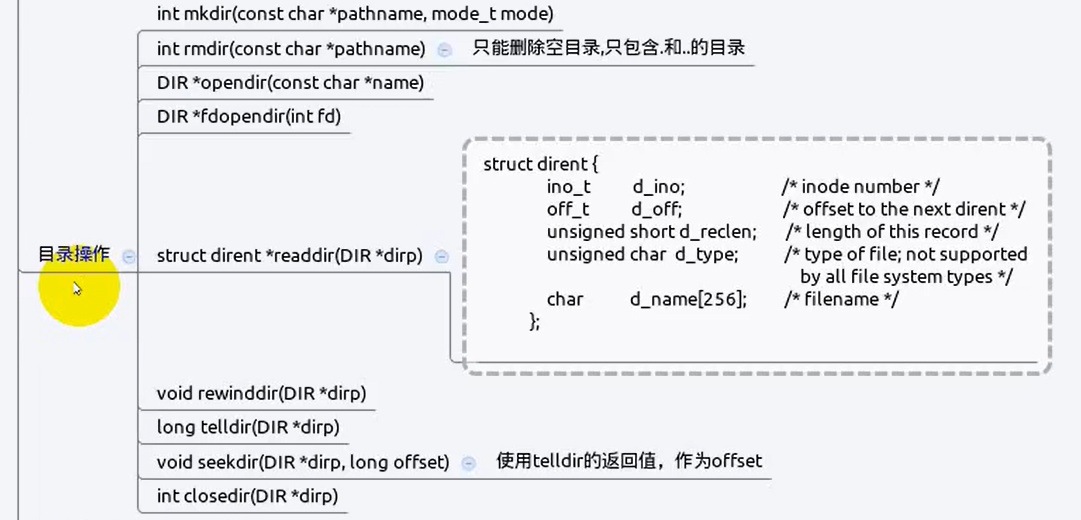 int mkdir(const char *pathname, mode_t mode)
int rmdir(const char *pathname) 只能删除空目录,只包含.和..的目录
DIR *opendir(const char *name)
DIR *fdopendir(int fd)
目录操作
struct dirent *readdir(DIR *dirp)
struct dirent {
ino_t d_ino; /* inode number */
off_t d_off; /* offset to the next dirent */
unsigned short d_reclen; /* length of this record */
unsigned char d_type; /* type of file; not supported
by all file system types */
char d_name[256]; /* filename */
};
void rewinddir(DIR *dirp)
long telldir(DIR *dirp)
void seekdir(DIR *dirp, long offset) 使用telldir的返回值，作为offset
int closedir(DIR *dirp)